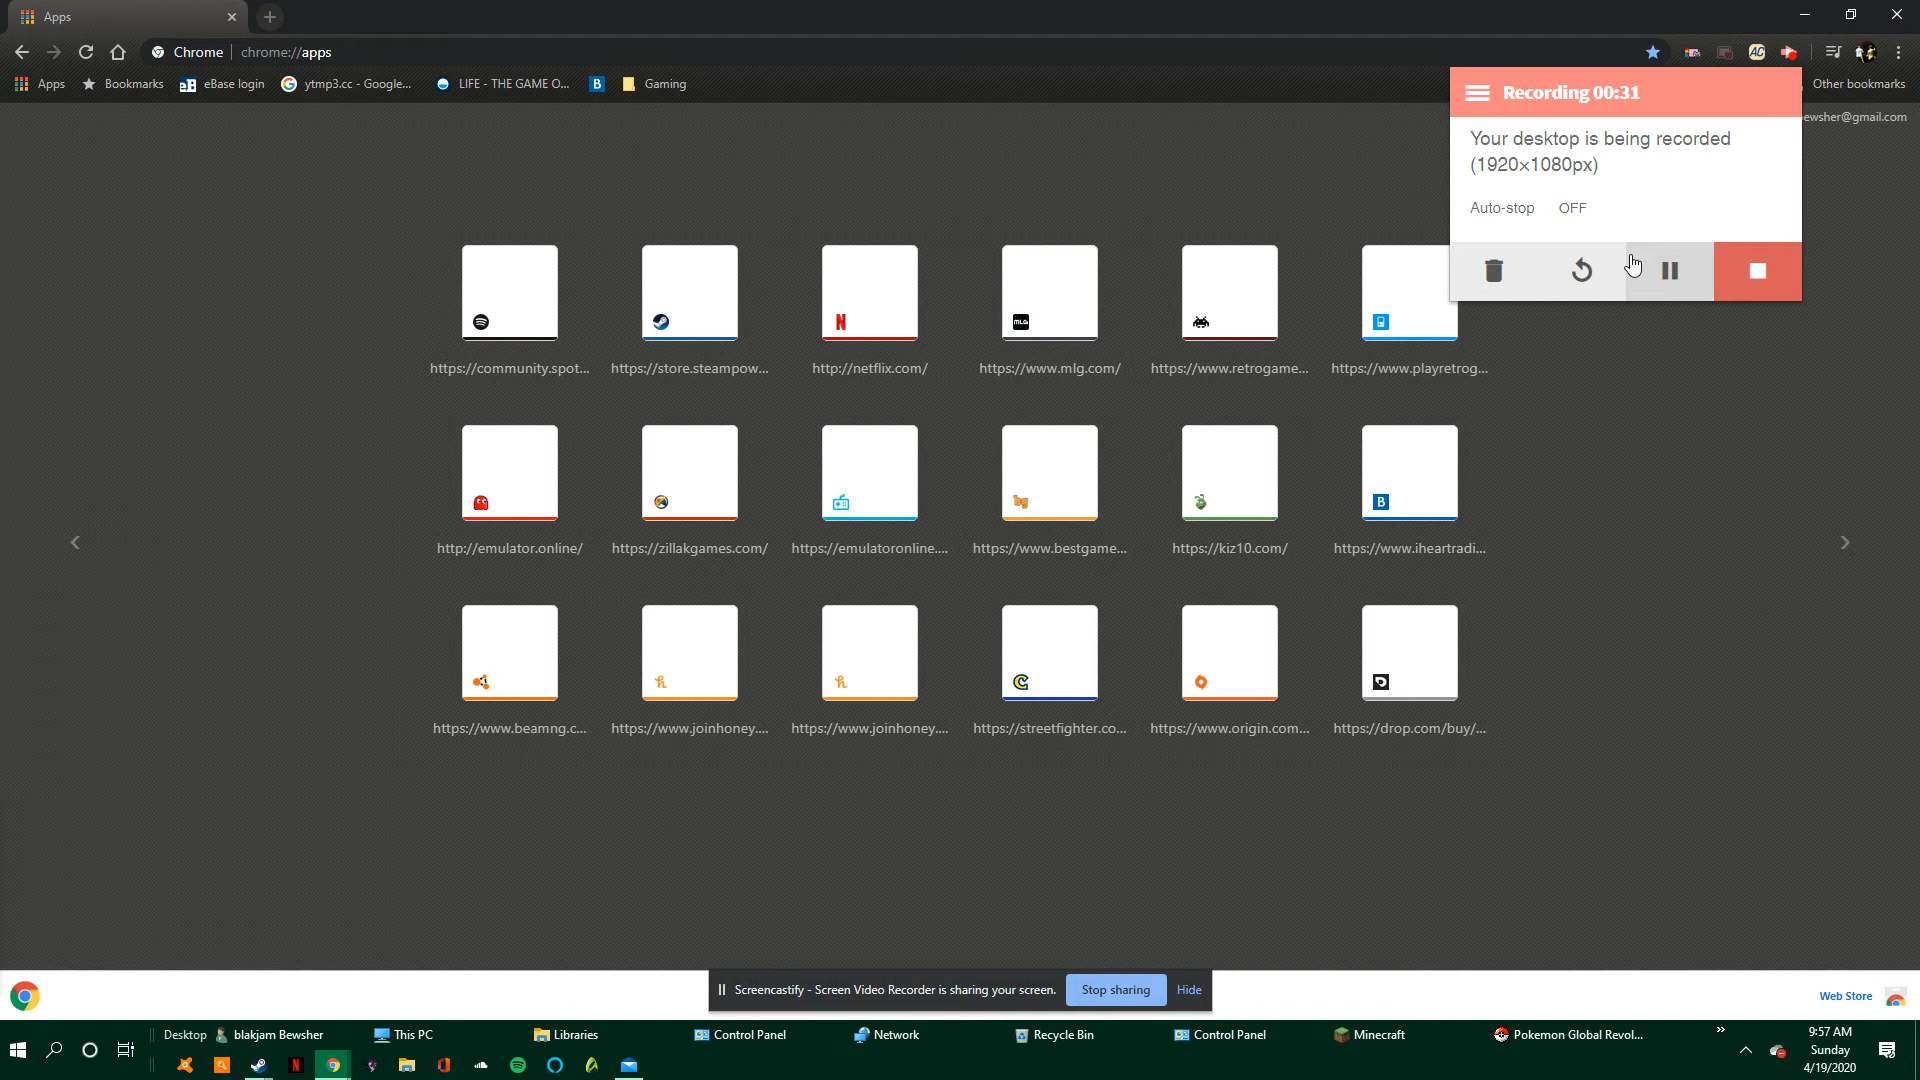 Apps
Chrome chrome://apps
Apps Bookmarks eBase login ytmp3.cc - Google... LIFE - THE GAME O... B Gaming Other bookmarks
ewsher@gmail.com
Recording 00:31
Your desktop is being recorded
(1920×1080px)
Auto-stop OFF
https://community.spot... https://store.steampow... http://netflix.com/ https://www.mlg.com/ https://www.retrogame... https://www.playretrog...
http://emulator.online/ https://zillakgames.com/ https://emulatoronline.... https://www.bestgame... https://kiz10.com/ https://www.iheartradi...
https://www.beamng.c... https://www.joinhoney.... https://www.joinhoney.... https://streetfighter.co... https://www.origin.com... https://drop.com/buy/...
Screencastify - Screen Video Recorder is sharing your screen. Stop sharing Hide
Web Store
Desktop blakjam Bewsher This PC Libraries Control Panel Network Recycle Bin Control Panel Minecraft Pokemon Global Revol...
9:57 AM
Sunday
4/19/2020